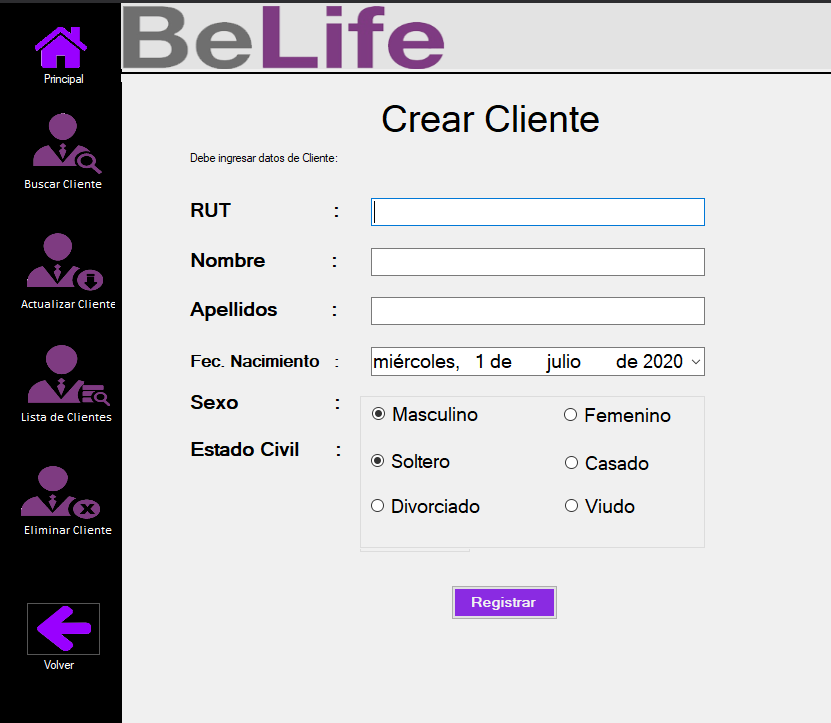 BeLife
Principal
Buscar Cliente
Actualizar Cliente
Lista de Clientes
Eliminar Cliente
Volver
Crear Cliente
Debe ingresar datos de Cliente:
RUT :
Nombre :
Apellidos :
Fec. Nacimiento : miércoles, 1 de julio de 2020
Sexo : Masculino Femenino
Estado Civil : Soltero Casado
Divorciado Viudo
Registrar